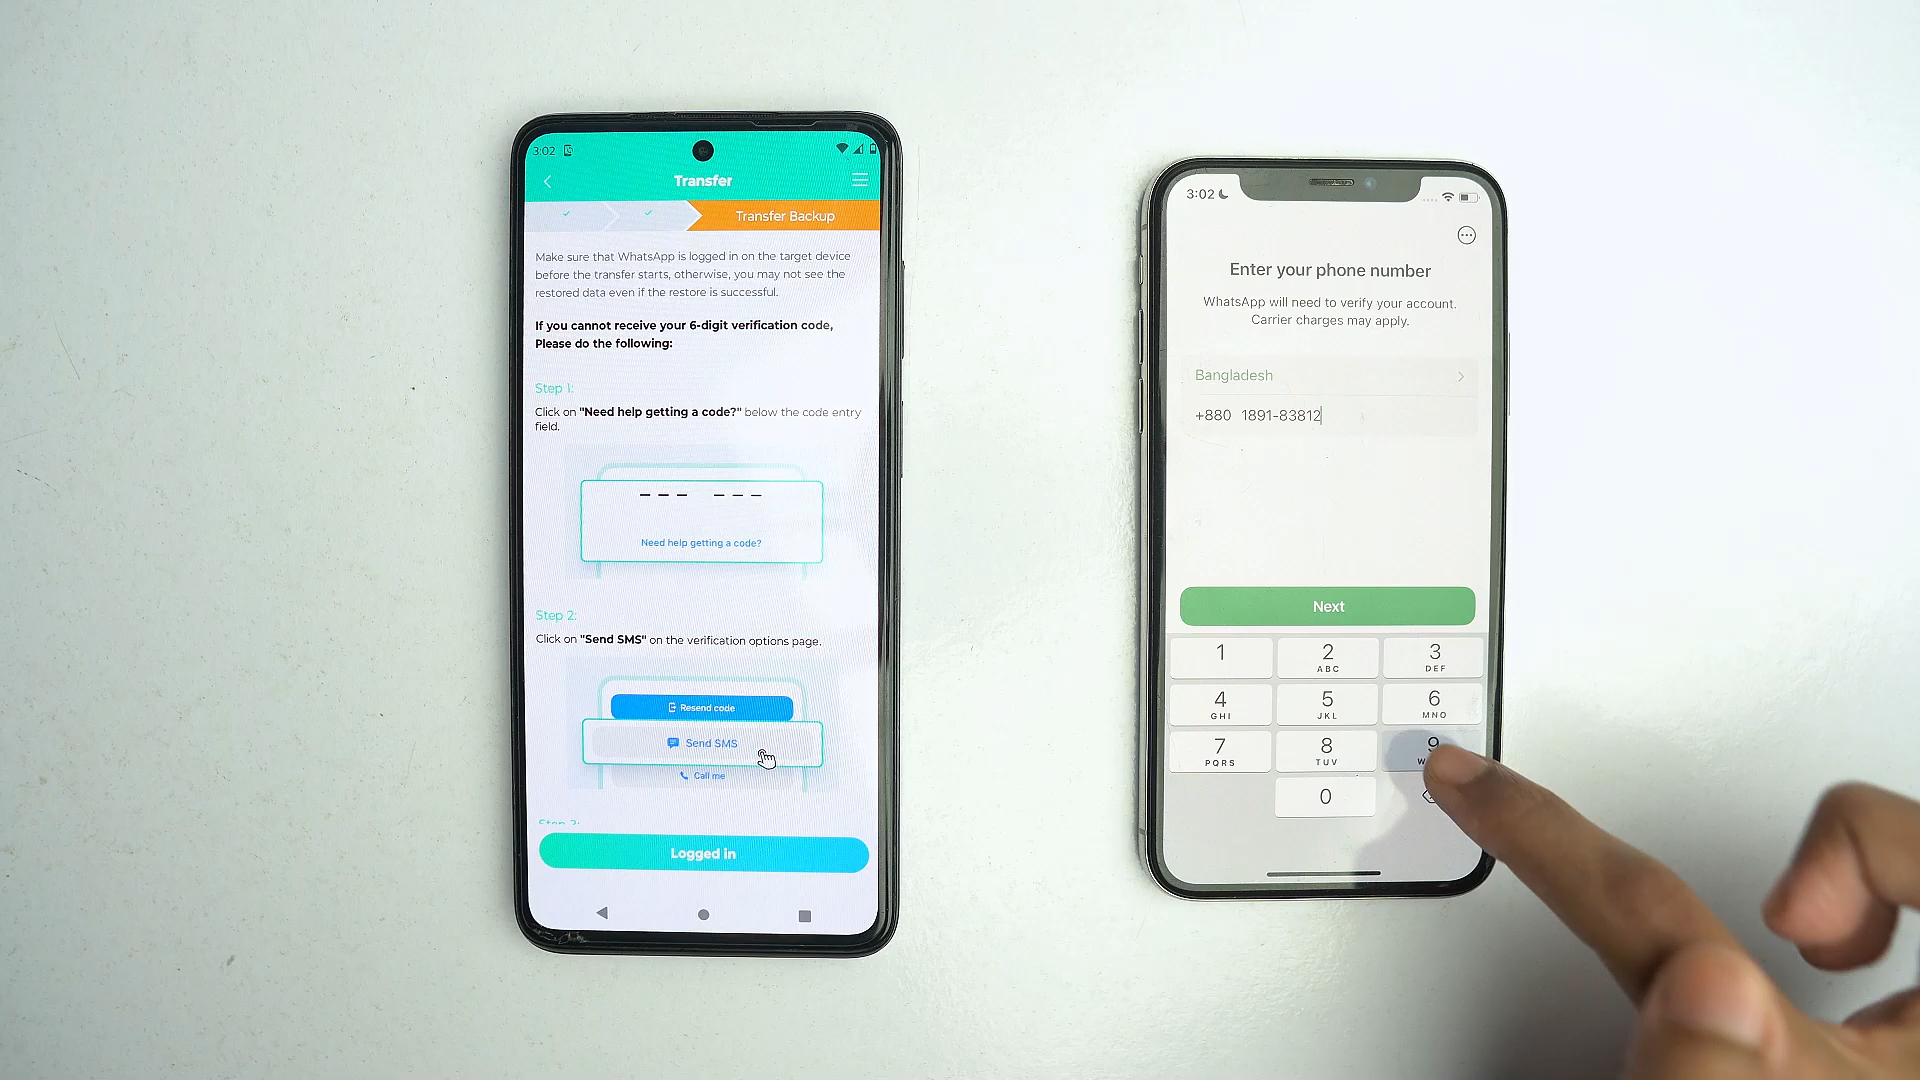 3:02
Transfer
Transfer Backup
Make sure that WhatsApp is logged in on the target device
before the transfer starts, otherwise, you may not see the
restored data even if the restore is successful.
If you cannot receive your 6-digit verification code,
Please do the following:
Step 1:
Click on "Need help getting a code?" below the code entry
field.
Need help getting a code?
Step 2:
Click on "Send SMS" on the verification options page.
Resend code
Send SMS
Call me
Logged in
3:02
Enter your phone number
WhatsApp will need to verify your account.
Carrier charges may apply.
Bangladesh
+880 1891-83812
Next
1 2 3
ABC DEF
4 5 6
GHI JKL MNO
7 8 9
PQRS TUV
0